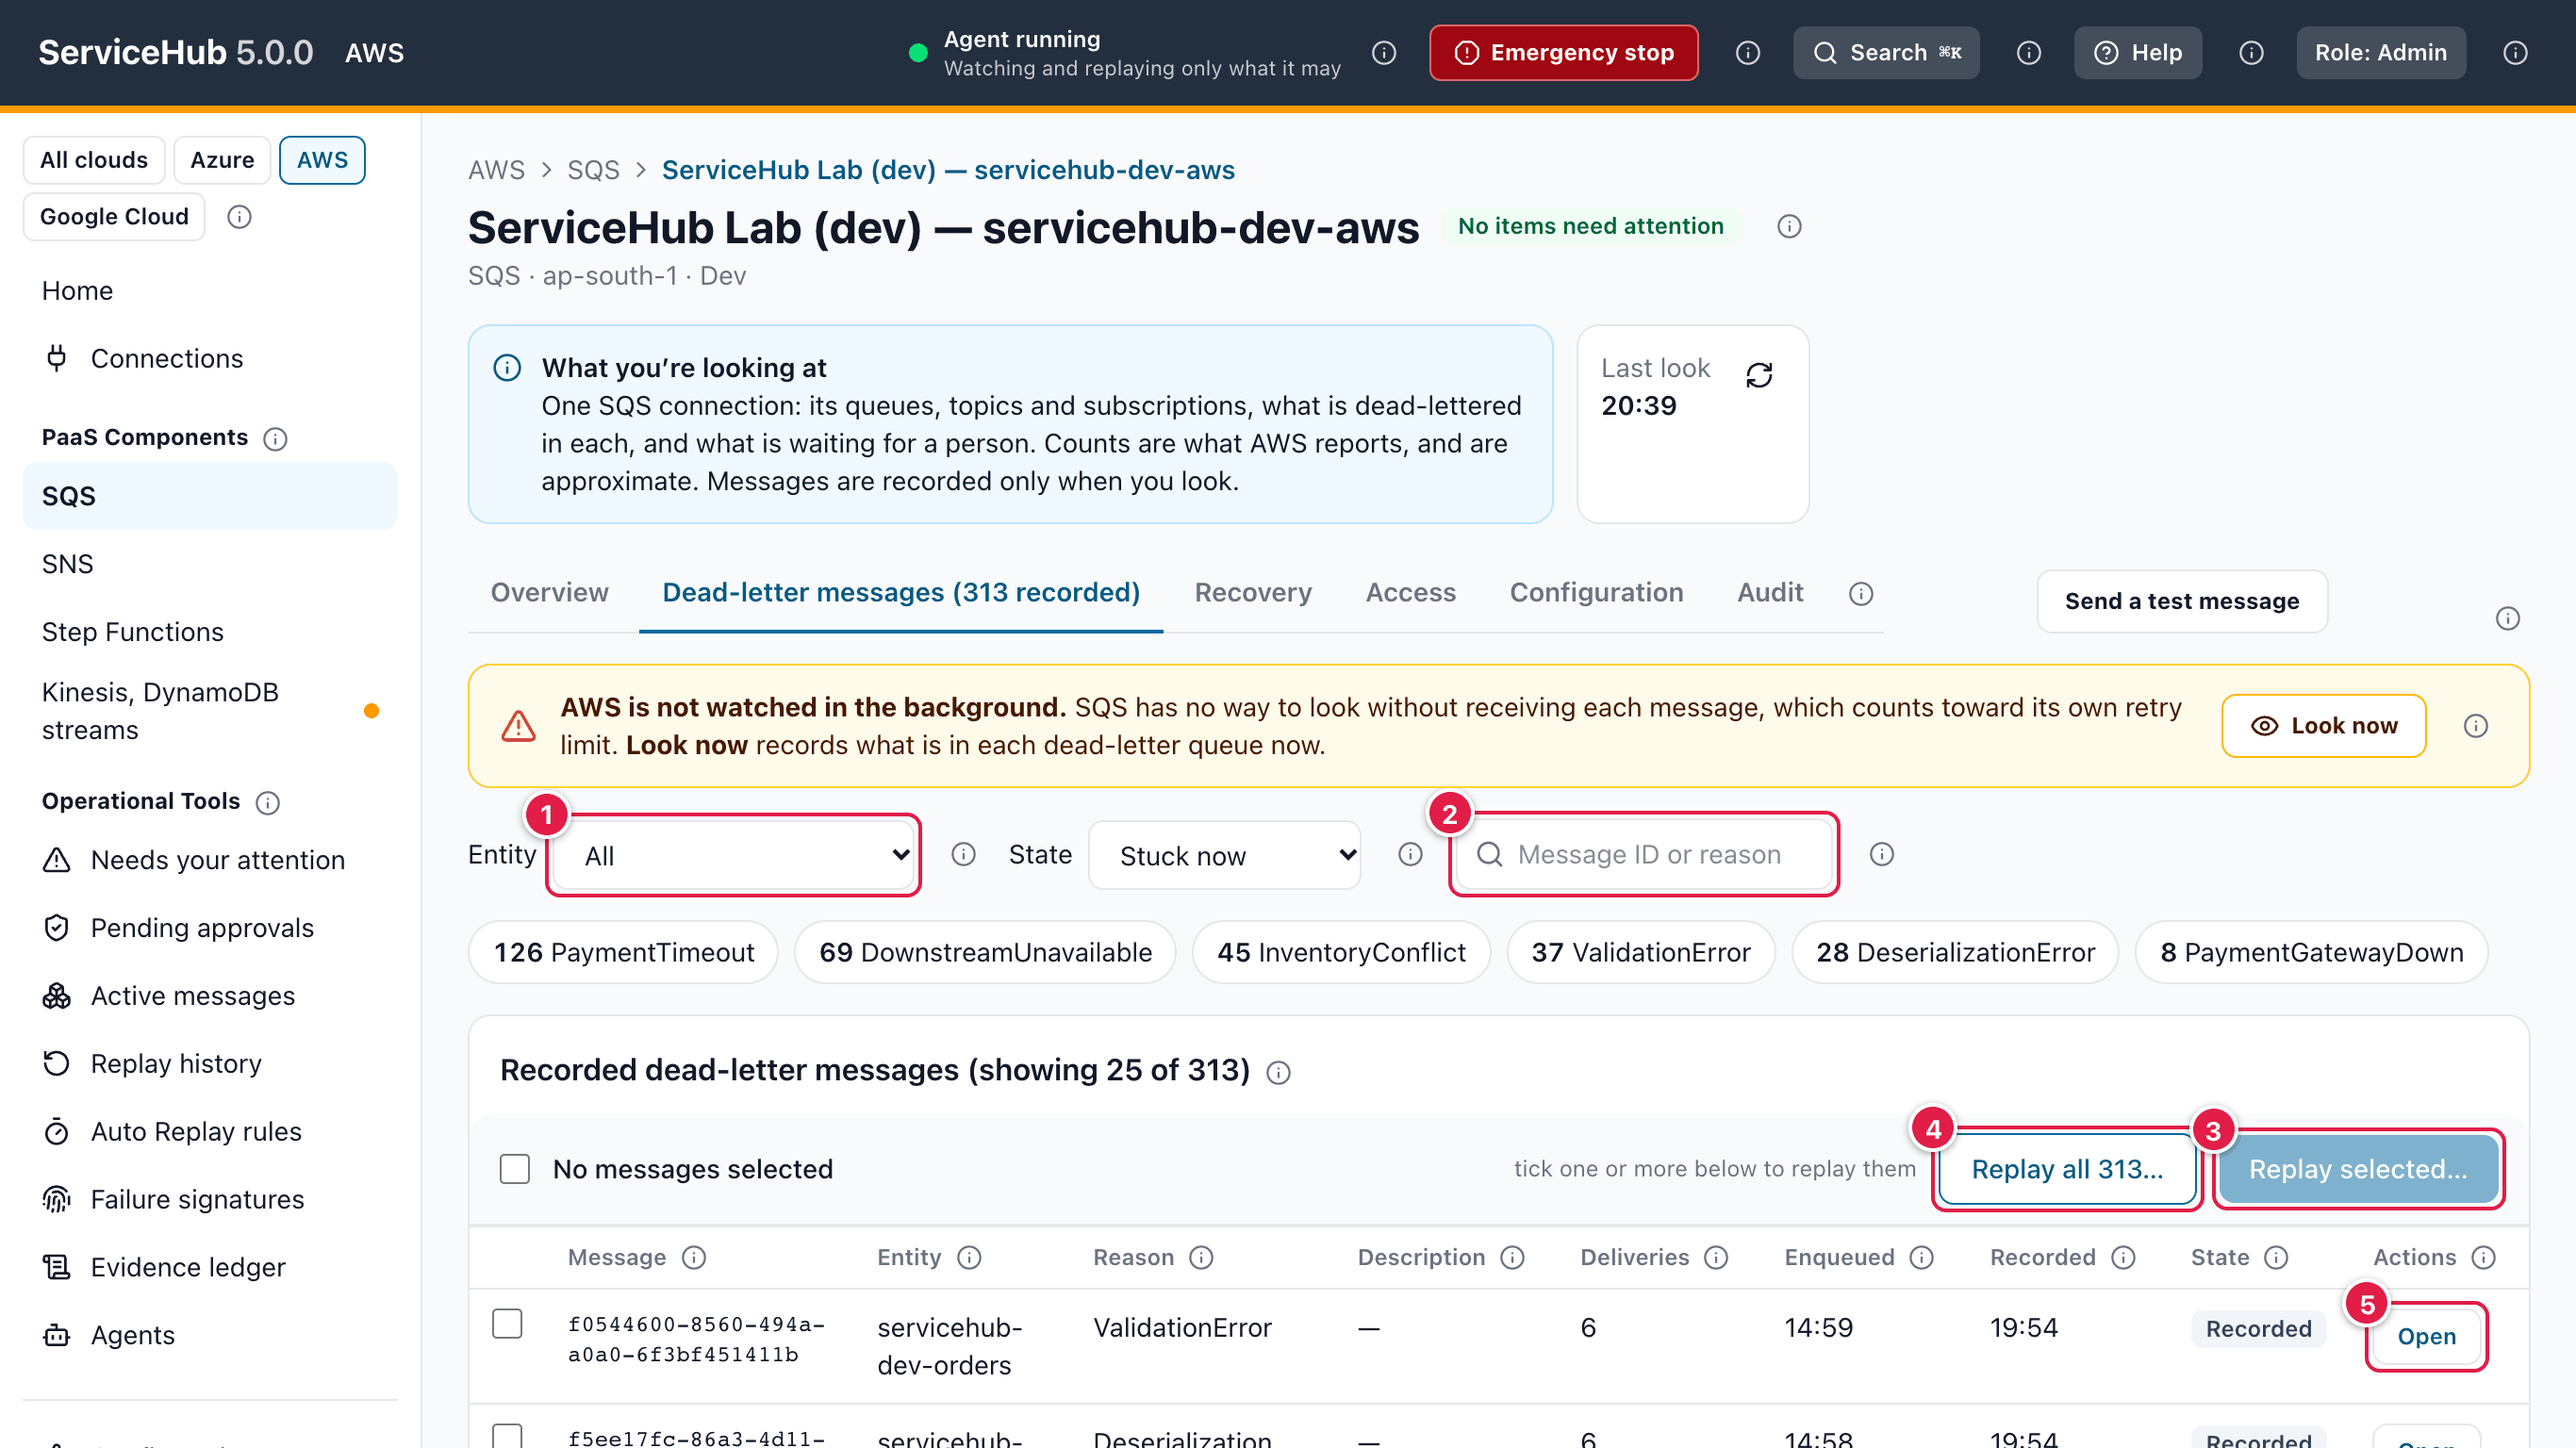 ServiceHub 5.0.0 AWS
Agent running
Watching and replaying only what it may
Emergency stop
Search ⌘K
Help
Role: Admin
All clouds
Azure
AWS
Google Cloud
Home
Connections
PaaS Components
SQS
SNS
Step Functions
Kinesis, DynamoDB
streams
Operational Tools
Needs your attention
Pending approvals
Active messages
Replay history
Auto Replay rules
Failure signatures
Evidence ledger
Agents
AWS > SQS > ServiceHub Lab (dev) — servicehub-dev-aws
ServiceHub Lab (dev) — servicehub-dev-aws
No items need attention
SQS · ap-south-1 · Dev
What you’re looking at
One SQS connection: its queues, topics and subscriptions, what is dead-lettered
in each, and what is waiting for a person. Counts are what AWS reports, and are
approximate. Messages are recorded only when you look.
Last look
20:39
Overview
Dead-letter messages (313 recorded)
Recovery
Access
Configuration
Audit
Send a test message
AWS is not watched in the background. SQS has no way to look without receiving each message, which counts toward its own retry
limit. Look now records what is in each dead-letter queue now.
Look now
1
2
Entity
All
State
Stuck now
Message ID or reason
126 PaymentTimeout
69 DownstreamUnavailable
45 InventoryConflict
37 ValidationError
28 DeserializationError
8 PaymentGatewayDown
Recorded dead-letter messages (showing 25 of 313)
4
3
No messages selected
tick one or more below to replay them
Replay all 313...
Replay selected...
Message Entity Reason Description Deliveries Enqueued Recorded State Actions
5
f0544600-8560-494a-
a0a0-6f3bf451411b
servicehub-
dev-orders
ValidationError
—
6
14:59
19:54
Recorded
Open
f5ee17fc-86a3-4d11-
servicehub-
Deserialization
—
6
14:58
19:54
Recorded
Open